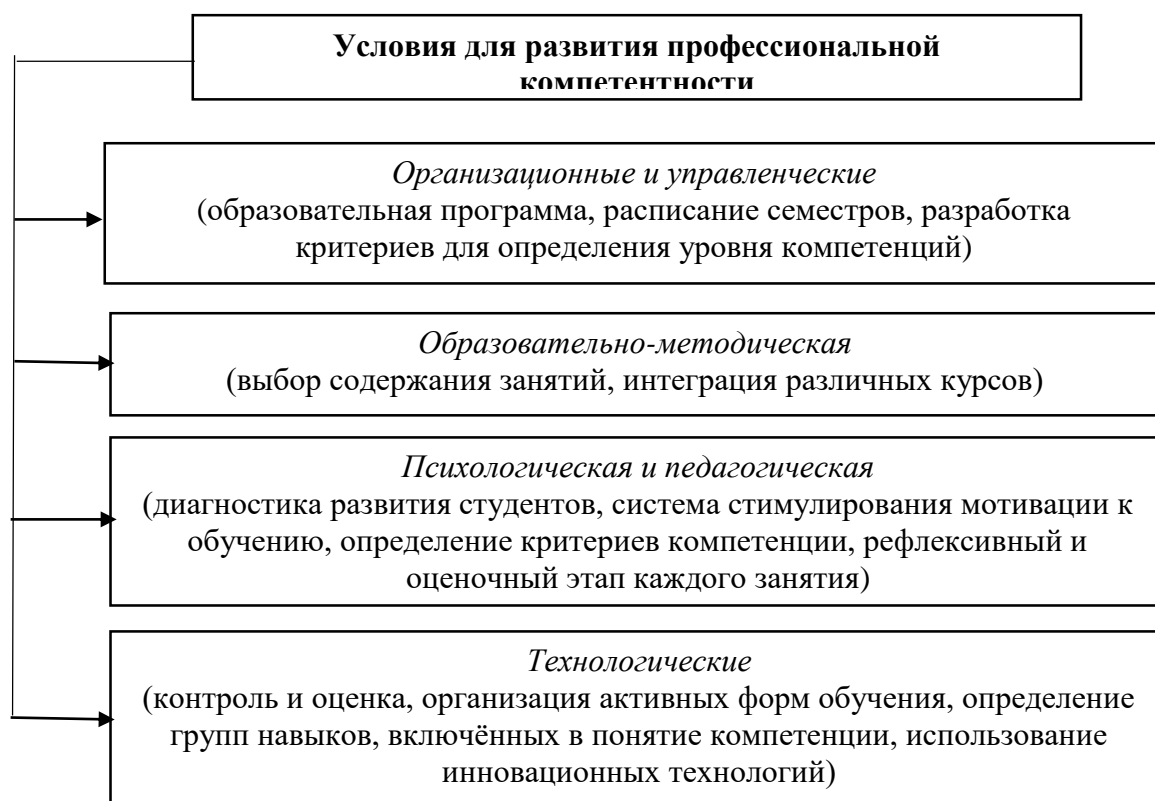 Условия для развития профессиональной
компетентности
Организационные и управленческие
(образовательная программа, расписание семестров, разработка
критериев для определения уровня компетенций)
Образовательно-методическая
(выбор содержания занятий, интеграция различных курсов)
Психологическая и педагогическая
(диагностика развития студентов, система стимулирования мотивации к
обучению, определение критериев компетенции, рефлексивный и
оценочный этап каждого занятия)
Технологические
(контроль и оценка, организация активных форм обучения, определение
групп навыков, включённых в понятие компетенции, использование
инновационных технологий)